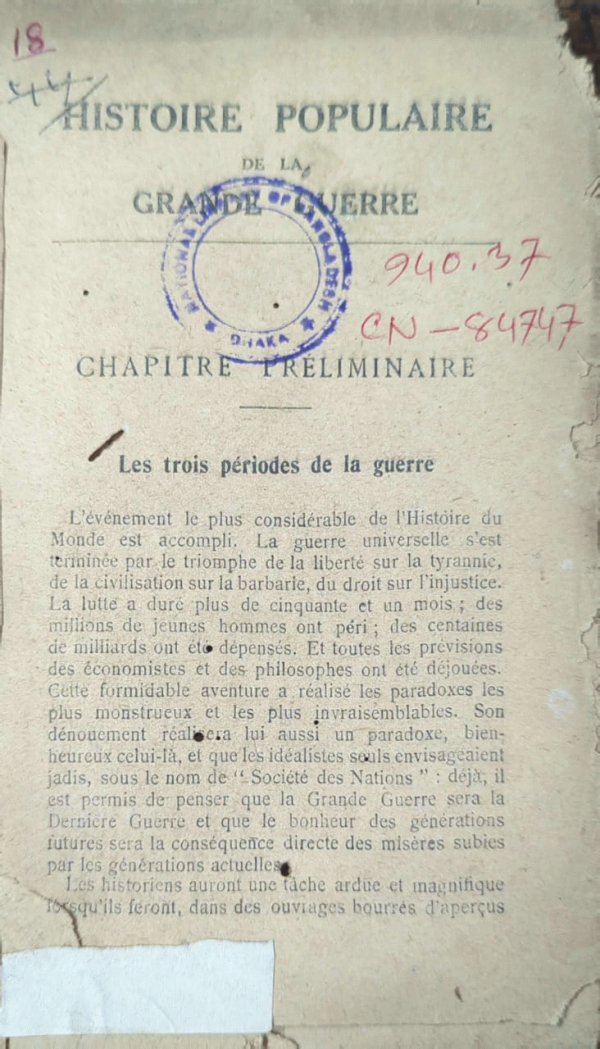 18
44
HISTOIRE POPULAIRE
DE LA
GRANDE GUERRE
NATIONAL LIBRARY OF BANGLADESH
DHAKA
940.37
CN-84747
CHAPITRE PRÉLIMINAIRE
Les trois périodes de la guerre
L'événement le plus considérable de l'Histoire du
Monde est accompli. La guerre universelle s'est
terminée par le triomphe de la liberté sur la tyrannie,
de la civilisation sur la barbarie, du droit sur l'injustice.
La lutte a duré plus de cinquante et un mois ; des
millions de jeunes hommes ont péri ; des centaines
de milliards ont été dépensés. Et toutes les prévisions
des économistes et des philosophes ont été déjouées.
Cette formidable aventure a réalisé les paradoxes les
plus monstrueux et les plus invraisemblables. Son
dénouement réalisera lui aussi un paradoxe, bien-
heureux celui-là, et que les idéalistes seuls envisageaient
jadis, sous le nom de “ Société des Nations ” : déjà, il
est permis de penser que la Grande Guerre sera la
Dernière Guerre et que le bonheur des générations
futures sera la conséquence directe des misères subies
par les générations actuelles.
Les historiens auront une tâche ardue et magnifique
lorsqu'ils feront, dans des ouvrages bourrés d'aperçus